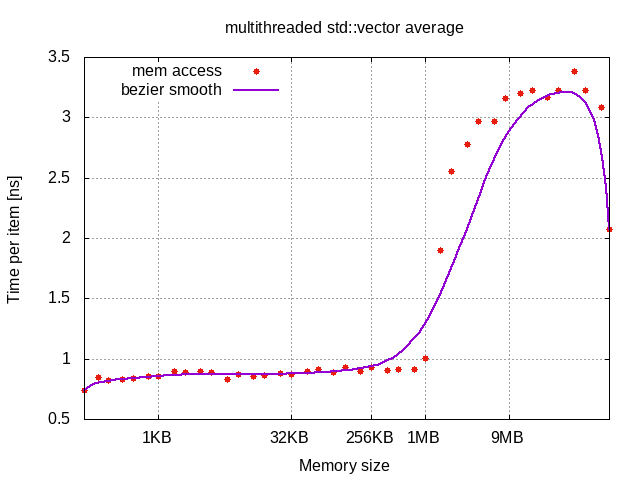 multithreaded std::vector average
mem access
bezier smooth
3.5
3
2.5
2
1.5
1
0.5
Time per item [ns]
1KB 32KB 256KB 1MB 9MB
Memory size